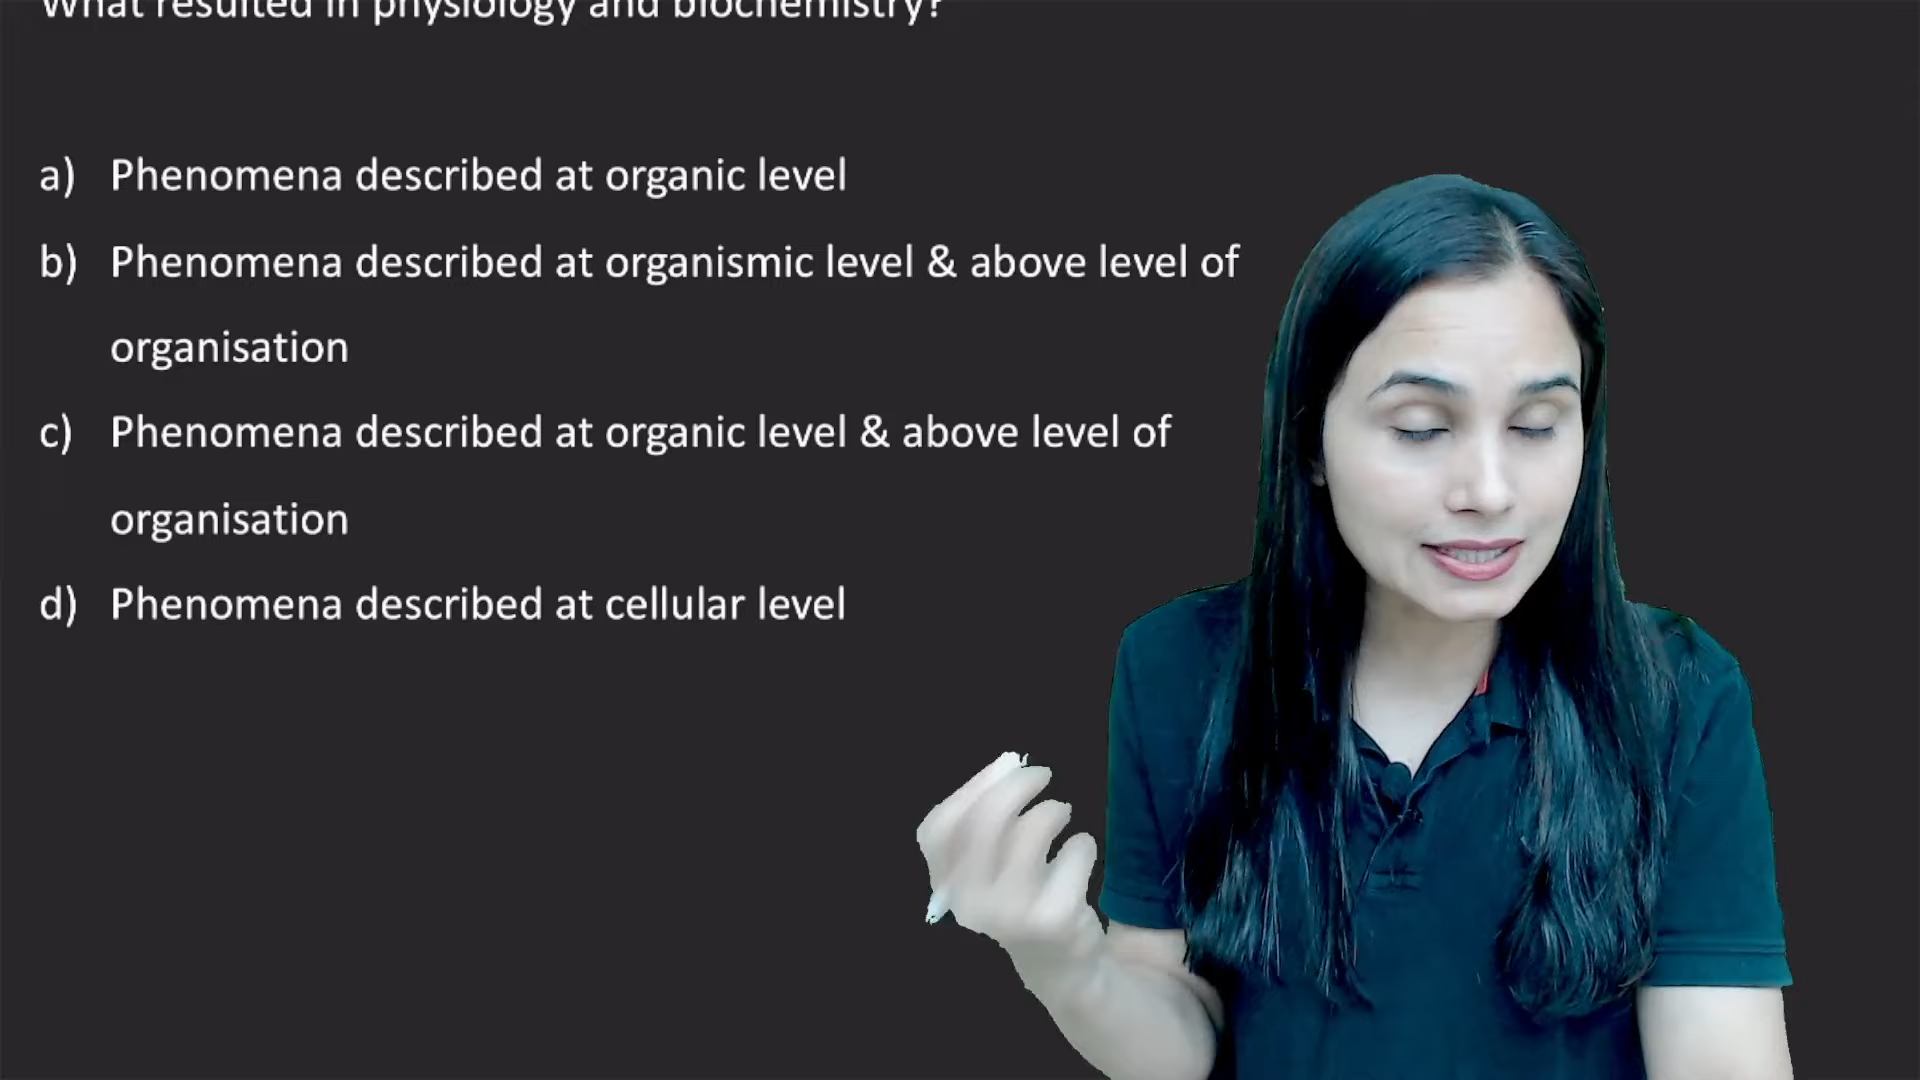 What resulted in physiology and biochemistry?
a) Phenomena described at organic level
b) Phenomena described at organismic level & above level of
organisation
c) Phenomena described at organic level & above level of
organisation
d) Phenomena described at cellular level